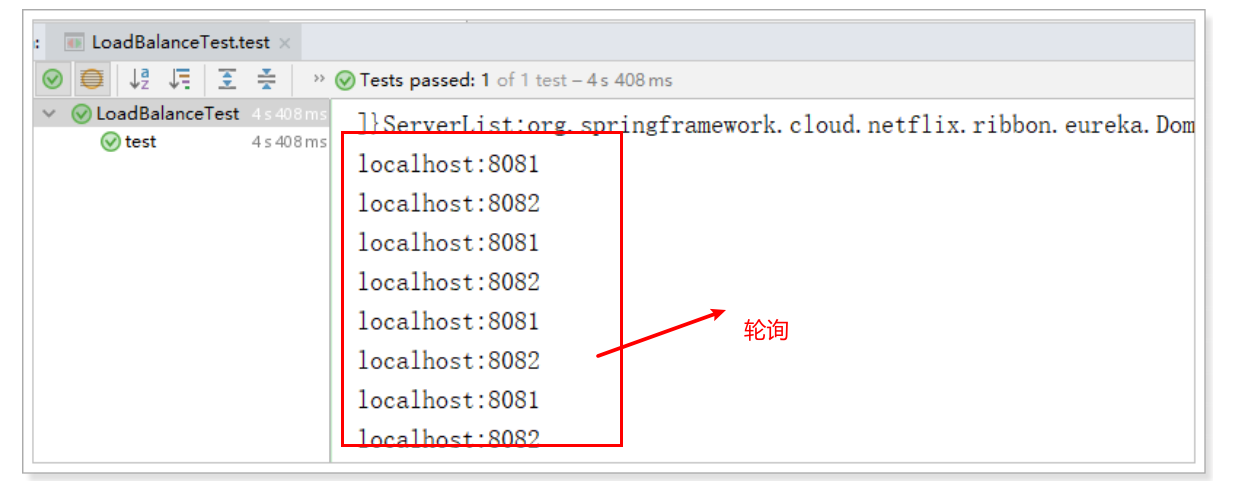 : LoadBalanceTest.test ×
» Tests passed: 1 of 1 test – 4 s 408 ms
LoadBalanceTest 4 s 408 ms
test 4 s 408 ms
]}ServerList:org.springframework.cloud.netflix.ribbon.eureka.Dom
localhost:8081
localhost:8082
localhost:8081
localhost:8082
localhost:8081
localhost:8082
localhost:8081
localhost:8082
轮询